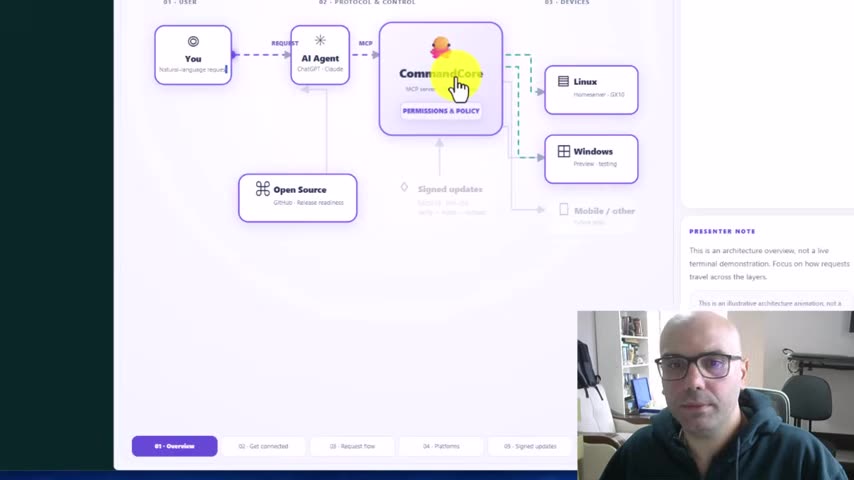 01 · USER
02 · PROTOCOL & CONTROL
03 · DEVICES
You
Natural-language request
REQUEST
AI Agent
ChatGPT · Claude
MCP
CommandCore
MCP server
PERMISSIONS & POLICY
Linux
Homeserver · GX10
Windows
Preview · testing
Mobile / other
Open Source
GitHub · Release readiness
Signed updates
PRESENTER NOTE
This is an architecture overview, not a live
terminal demonstration. Focus on how requests
travel across the layers.
This is an illustrative architecture animation, not a
01 · Overview
02 · Get connected
03 · Request flow
04 · Platforms
05 · Signed updates